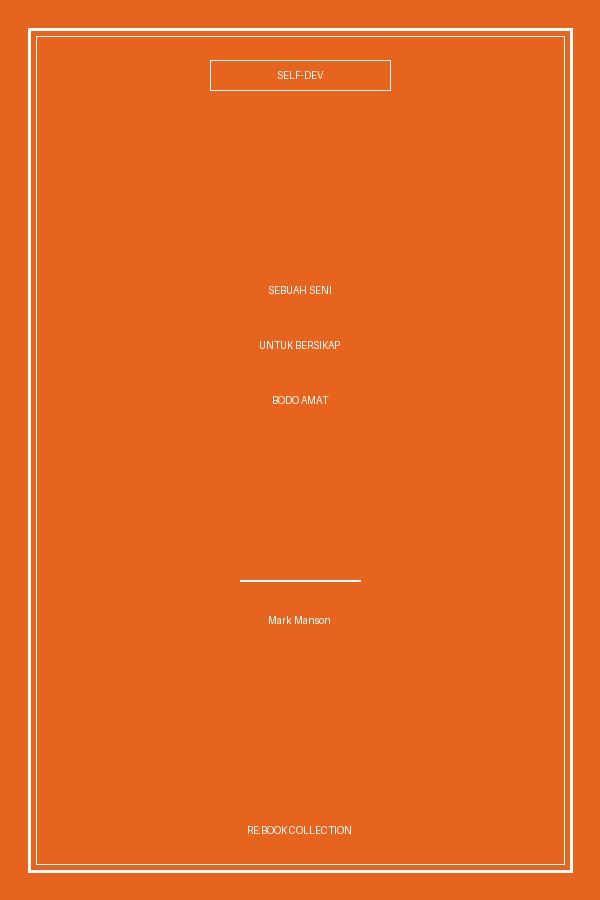 SELF-DEV
SEBUAH SENI
UNTUK BERSIKAP
BODO AMAT
Mark Manson
RE:BOOK COLLECTION